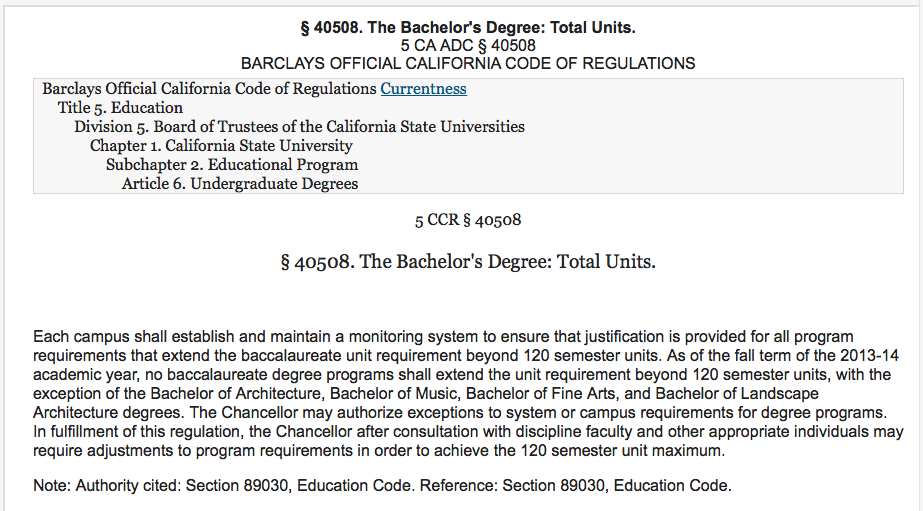 § 40508. The Bachelor's Degree: Total Units.
5 CA ADC § 40508
BARCLAYS OFFICIAL CALIFORNIA CODE OF REGULATIONS
Barclays Official California Code of Regulations Currentness
Title 5. Education
Division 5. Board of Trustees of the California State Universities
Chapter 1. California State University
Subchapter 2. Educational Program
Article 6. Undergraduate Degrees
5 CCR § 40508
§ 40508. The Bachelor's Degree: Total Units.
Each campus shall establish and maintain a monitoring system to ensure that justification is provided for all program
requirements that extend the baccalaureate unit requirement beyond 120 semester units. As of the fall term of the 2013-14
academic year, no baccalaureate degree programs shall extend the unit requirement beyond 120 semester units, with the
exception of the Bachelor of Architecture, Bachelor of Music, Bachelor of Fine Arts, and Bachelor of Landscape
Architecture degrees. The Chancellor may authorize exceptions to system or campus requirements for degree programs.
In fulfillment of this regulation, the Chancellor after consultation with discipline faculty and other appropriate individuals may
require adjustments to program requirements in order to achieve the 120 semester unit maximum.
Note: Authority cited: Section 89030, Education Code. Reference: Section 89030, Education Code.